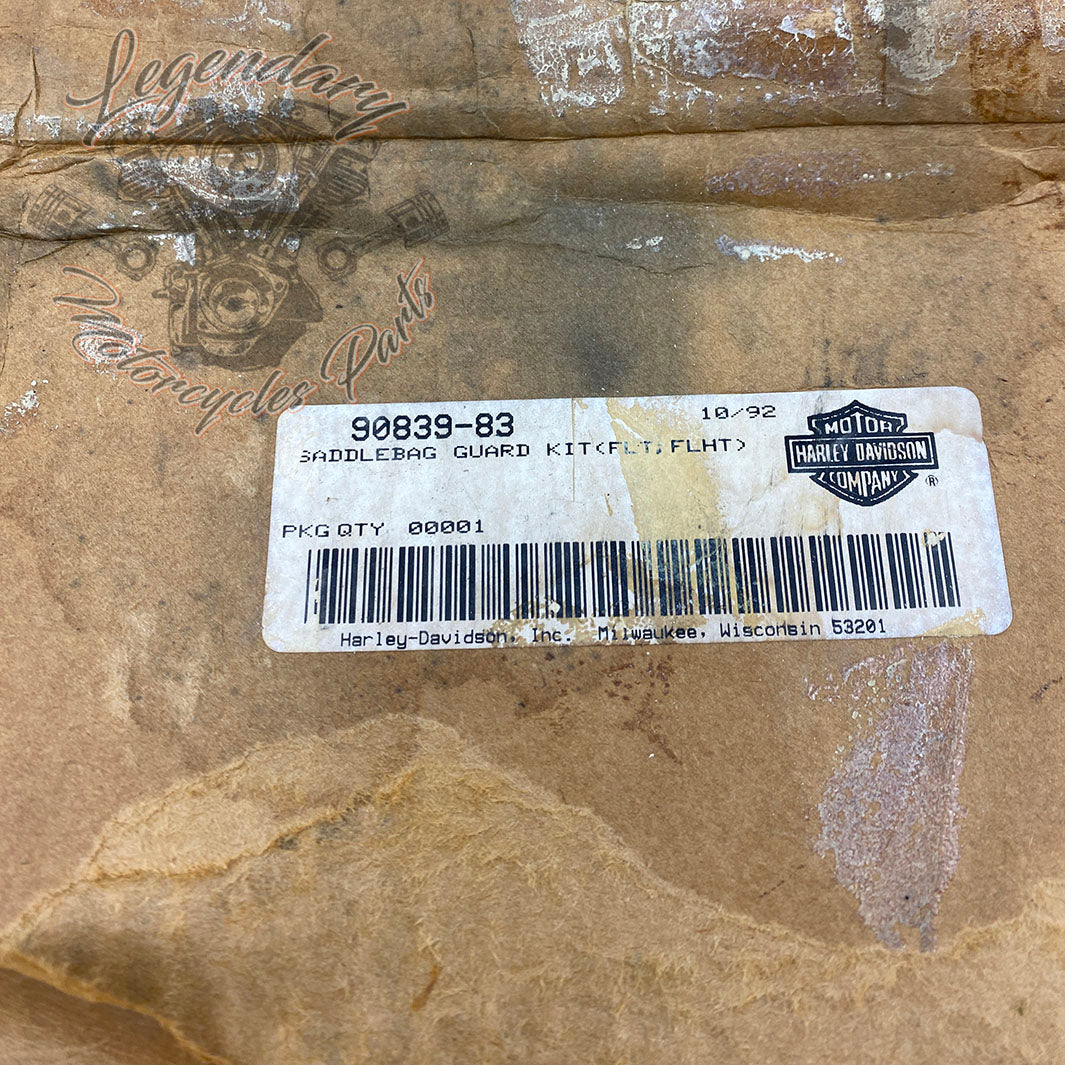 Legendary
Motorcycles Parts
90839-83
10/92
SADDLEBAG GUARD KIT(FLT,FLHT)
MOTOR
HARLEY DAVIDSON
COMPANY
®
PKG QTY 00001
Harley-Davidson, Inc. Milwaukee, Wisconsin 53201